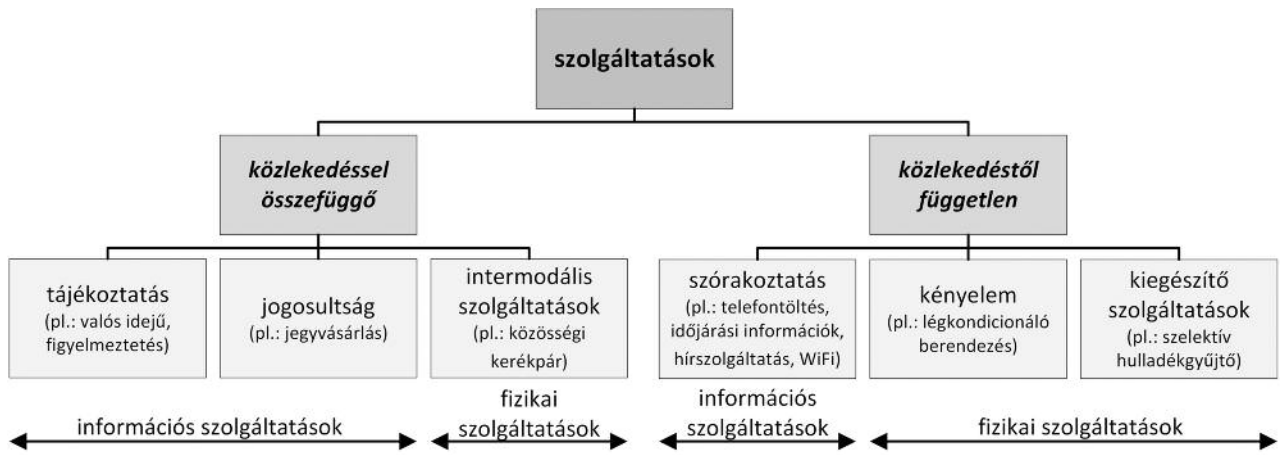 szolgáltatások
közlekedéssel
összefüggő
közlekedéstől
független
tájékoztatás
(pl.: valós idejű,
figyelmeztetés)
jogosultság
(pl.: jegyvásárlás)
intermodális
szolgáltatások
(pl.: közösségi
kerékpár)
szórakoztatás
(pl.: telefontöltés,
időjárási információk,
hírszolgáltatás, WiFi)
kényelem
(pl.: légkondicionáló
berendezés)
kiegészítő
szolgáltatások
(pl.: szelektív
hulladékgyűjtő)
információs szolgáltatások
fizikai
szolgáltatások
információs
szolgáltatások
fizikai szolgáltatások